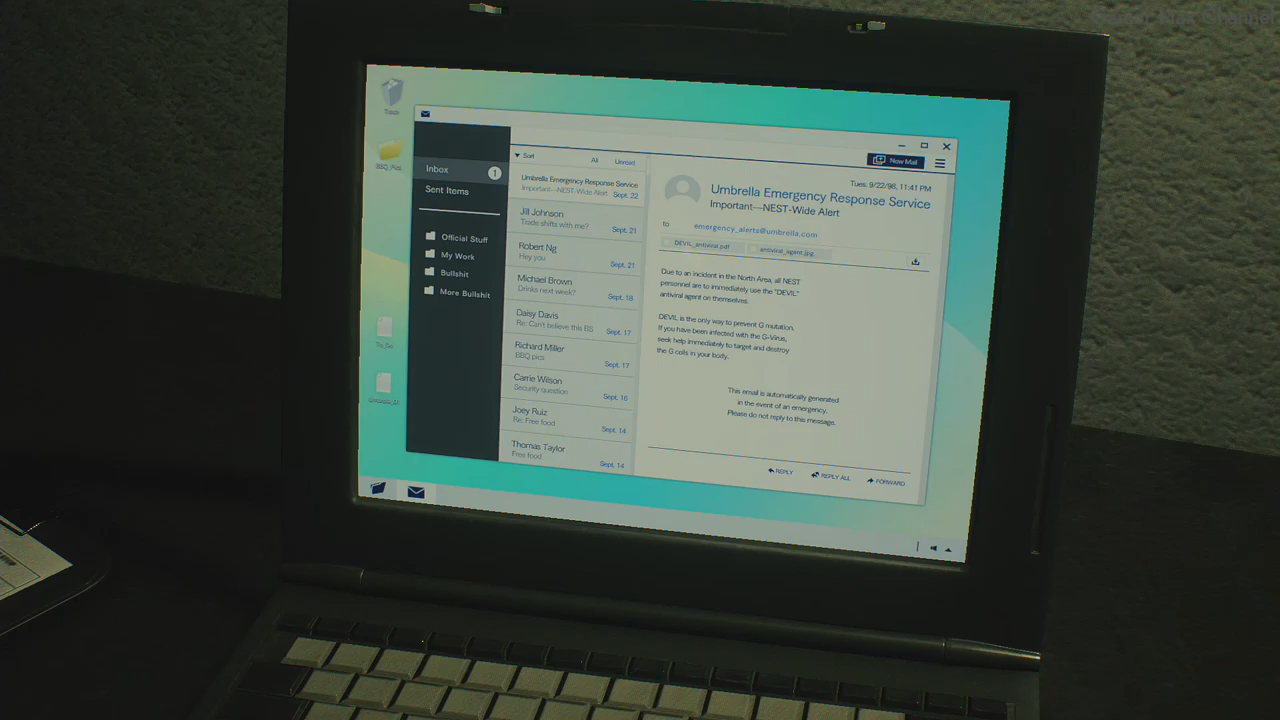 Gamer Max Channel
Trash
BBQ_Pics
Inbox
1
Sent Items
Official Stuff
My Work
Bullshit
More Bullshit
Sort
All
Unread
Umbrella Emergency Response Service
Important—NEST-Wide Alert
Sept. 22
Jill Johnson
Trade shifts with me?
Sept. 21
Robert Ng
Hey you
Sept. 21
Michael Brown
Drinks next week?
Sept. 18
Daisy Davis
Re: Can't believe this BS
Sept. 17
Richard Miller
BBQ pics
Sept. 17
Carrie Wilson
Security question
Sept. 16
Joey Ruiz
Re: Free food
Sept. 14
Thomas Taylor
Free food
Sept. 14
New Mail
Tues, 9/22/98, 11:41 PM
Umbrella Emergency Response Service
Important—NEST-Wide Alert
to
emergency_alerts@umbrella.com
DEVIL_antiviral.pdf
antiviral_agent.jpg
Due to an incident in the North Area, all NEST
personnel are to immediately use the "DEVIL"
antiviral agent on themselves.
DEVIL is the only way to prevent G mutation.
If you have been infected with the G-Virus,
seek help immediately to target and destroy
the G cells in your body.
This email is automatically generated
in the event of an emergency.
Please do not reply to this message.
REPLY
REPLY ALL
FORWARD